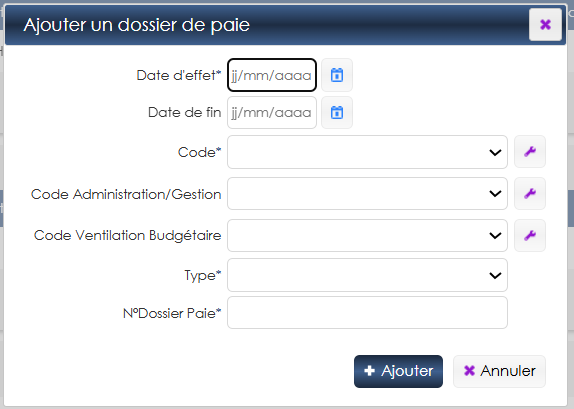 Ajouter un dossier de paie
Date d'effet* jj/mm/aaaa
Date de fin jj/mm/aaaa
Code*
Code Administration/Gestion
Code Ventilation Budgétaire
Type*
N°Dossier Paie*
Ajouter Annuler